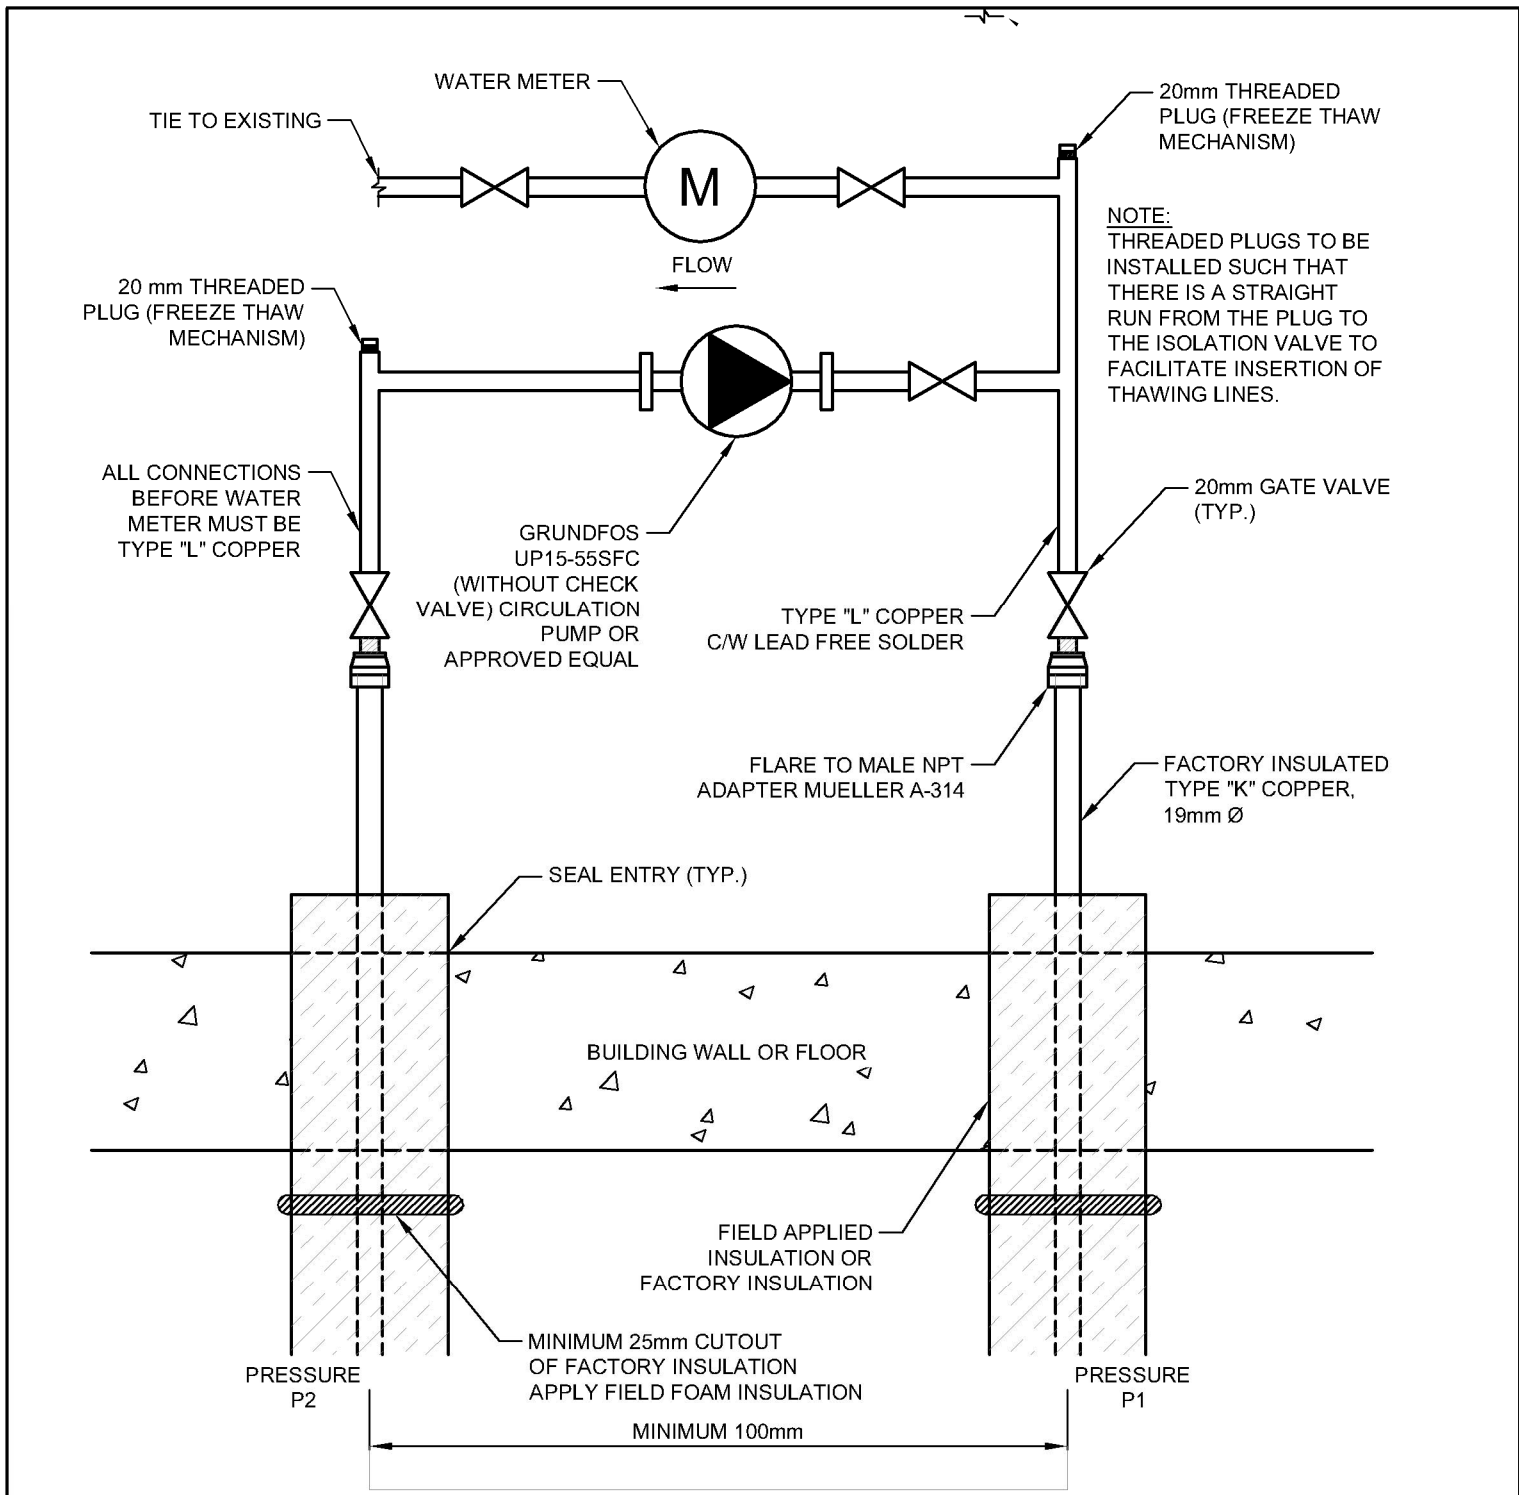 WATER METER
TIE TO EXISTING
20mm THREADED
PLUG (FREEZE THAW
MECHANISM)
M
NOTE:
THREADED PLUGS TO BE
INSTALLED SUCH THAT
THERE IS A STRAIGHT
RUN FROM THE PLUG TO
THE ISOLATION VALVE TO
FACILITATE INSERTION OF
THAWING LINES.
FLOW
20 mm THREADED
PLUG (FREEZE THAW
MECHANISM)
ALL CONNECTIONS
BEFORE WATER
METER MUST BE
TYPE "L" COPPER
GRUNDFOS
UP15-55SFC
(WITHOUT CHECK
VALVE) CIRCULATION
PUMP OR
APPROVED EQUAL
20mm GATE VALVE
(TYP.)
TYPE "L" COPPER
C/W LEAD FREE SOLDER
FLARE TO MALE NPT
ADAPTER MUELLER A-314
FACTORY INSULATED
TYPE "K" COPPER,
19mm Ø
SEAL ENTRY (TYP.)
BUILDING WALL OR FLOOR
FIELD APPLIED
INSULATION OR
FACTORY INSULATION
MINIMUM 25mm CUTOUT
OF FACTORY INSULATION
APPLY FIELD FOAM INSULATION
PRESSURE
P2
PRESSURE
P1
MINIMUM 100mm